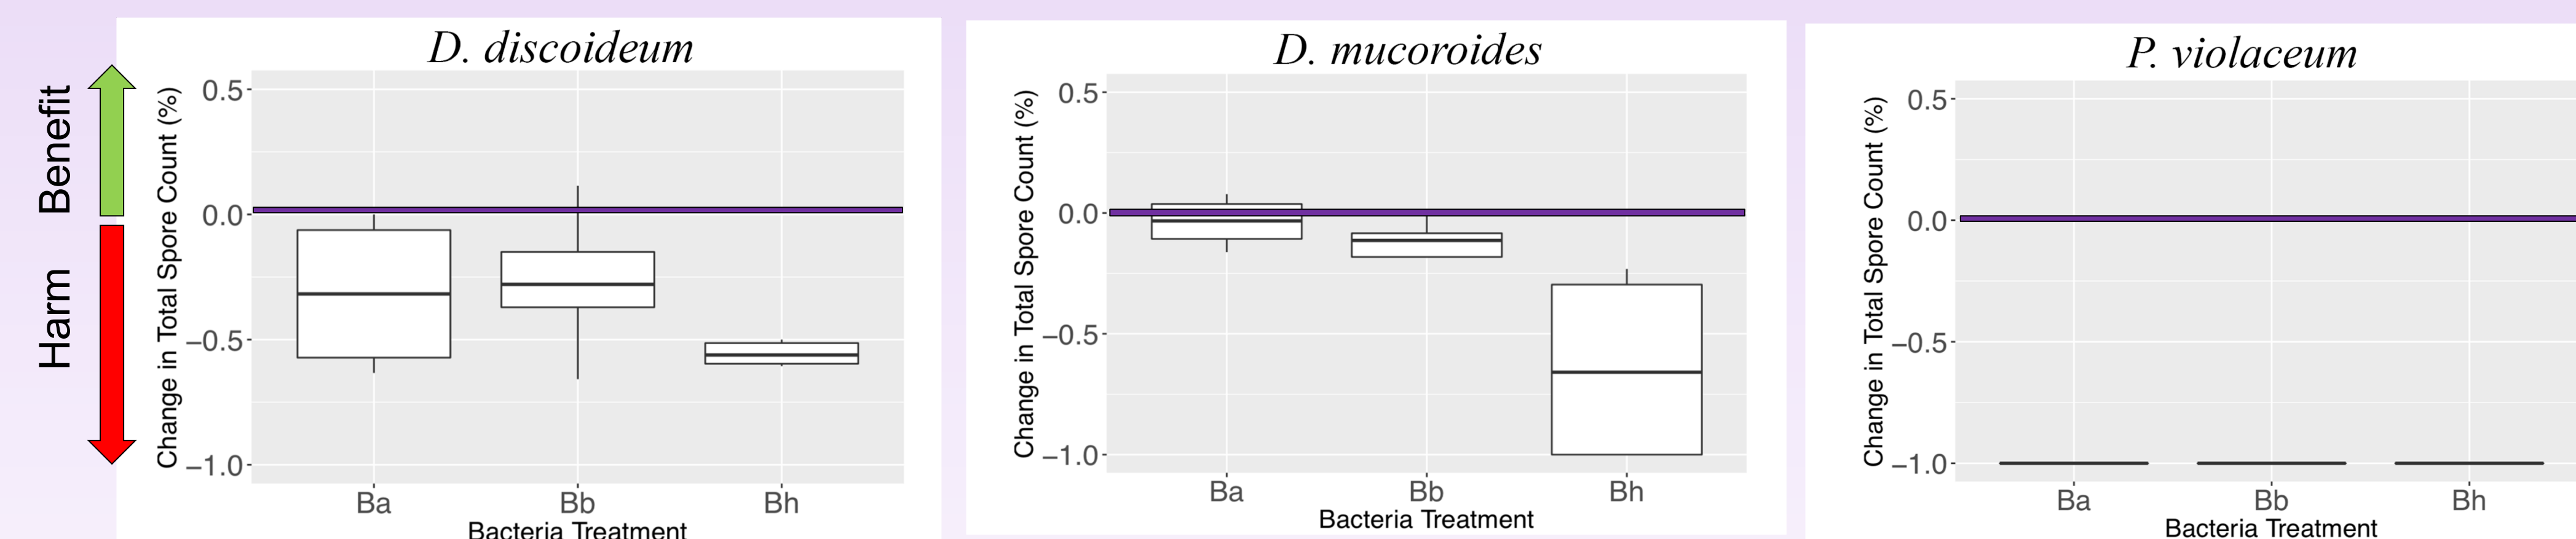 Benefit
Harm
D. discoideum
Change in Total Spore Count (%)
0.5
0.0
−0.5
−1.0
Ba Bb Bh
Bacteria Treatment
D. mucoroides
Change in Total Spore Count (%)
0.5
0.0
−0.5
−1.0
Ba Bb Bh
Bacteria Treatment
P. violaceum
Change in Total Spore Count (%)
0.5
0.0
−0.5
−1.0
Ba Bb Bh
Bacteria Treatment